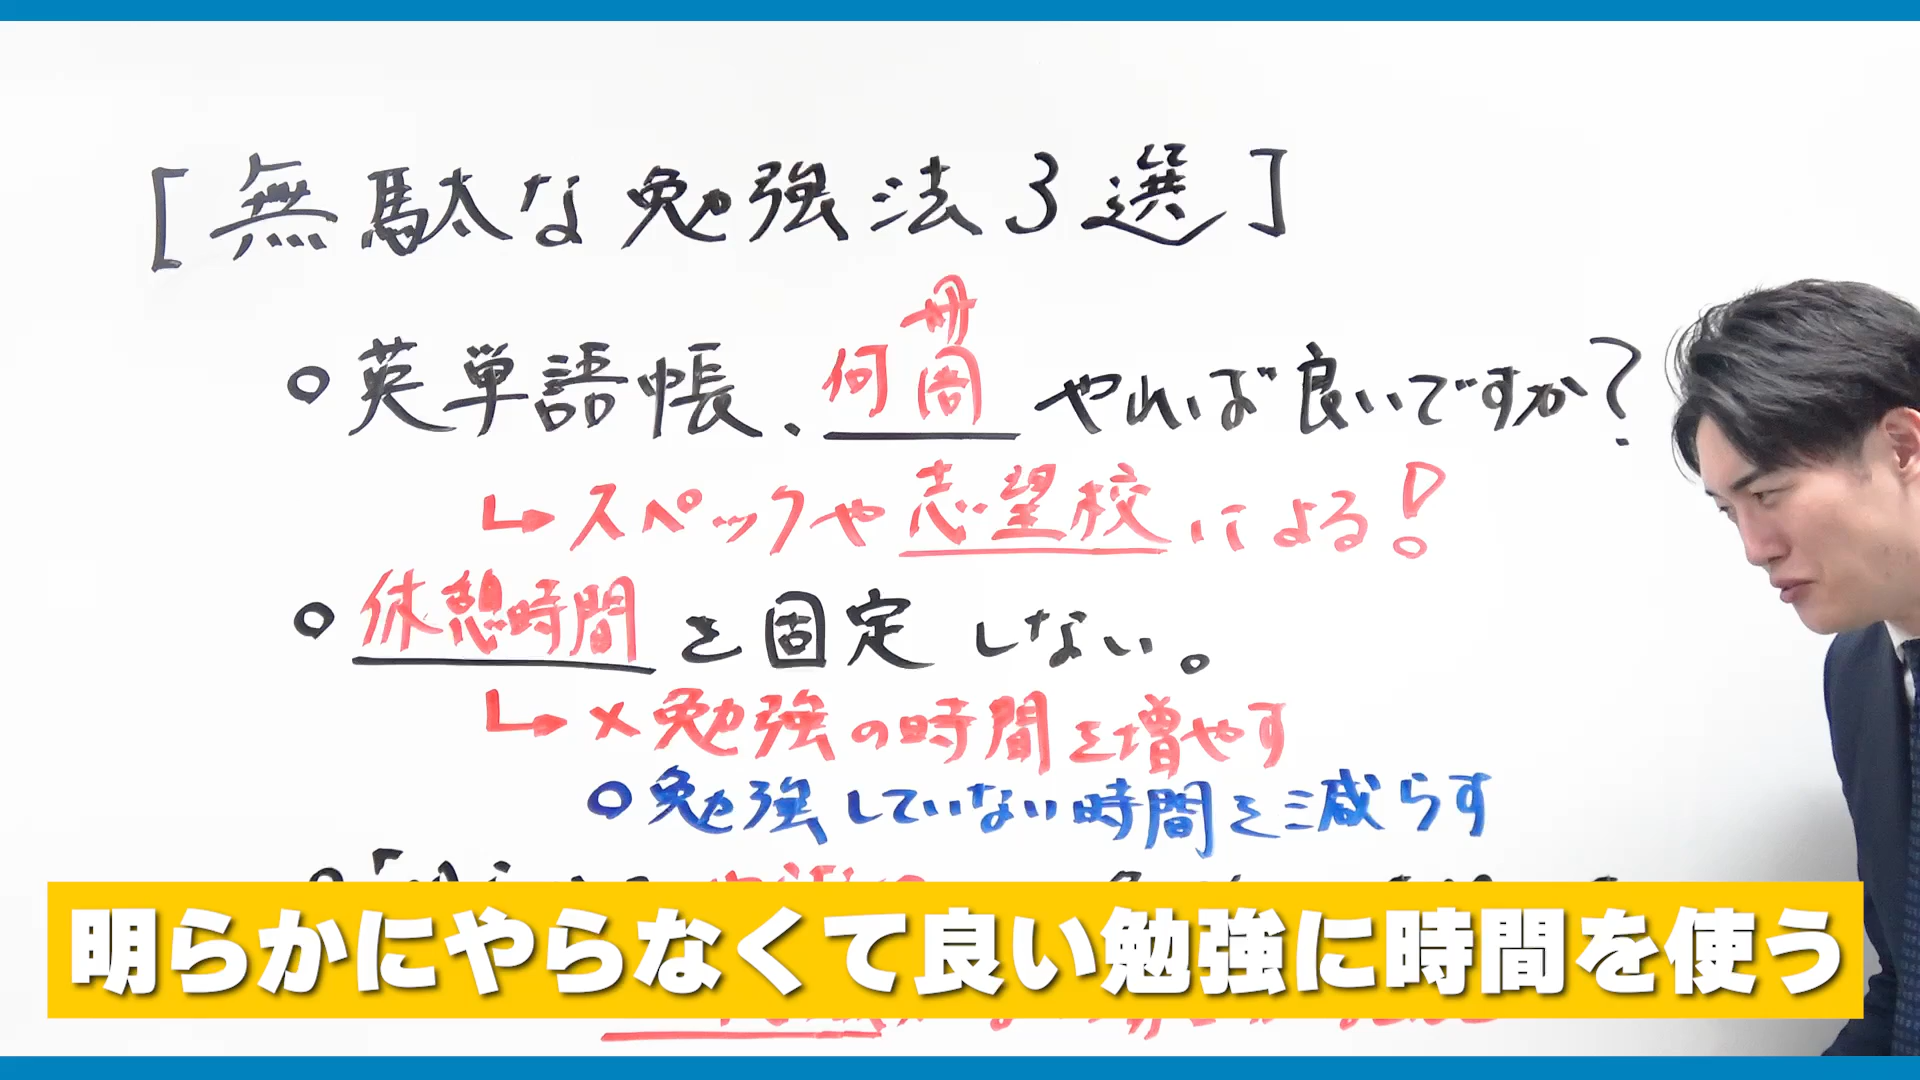 [無駄な勉強法3選]
○英単語帳、何周やれば良いですか?
↳スペックや志望校による!
○休憩時間を固定しない。
↳×勉強の時間を増やす
○勉強していない時間を減らす
明らかにやらなくて良い勉強に時間を使う